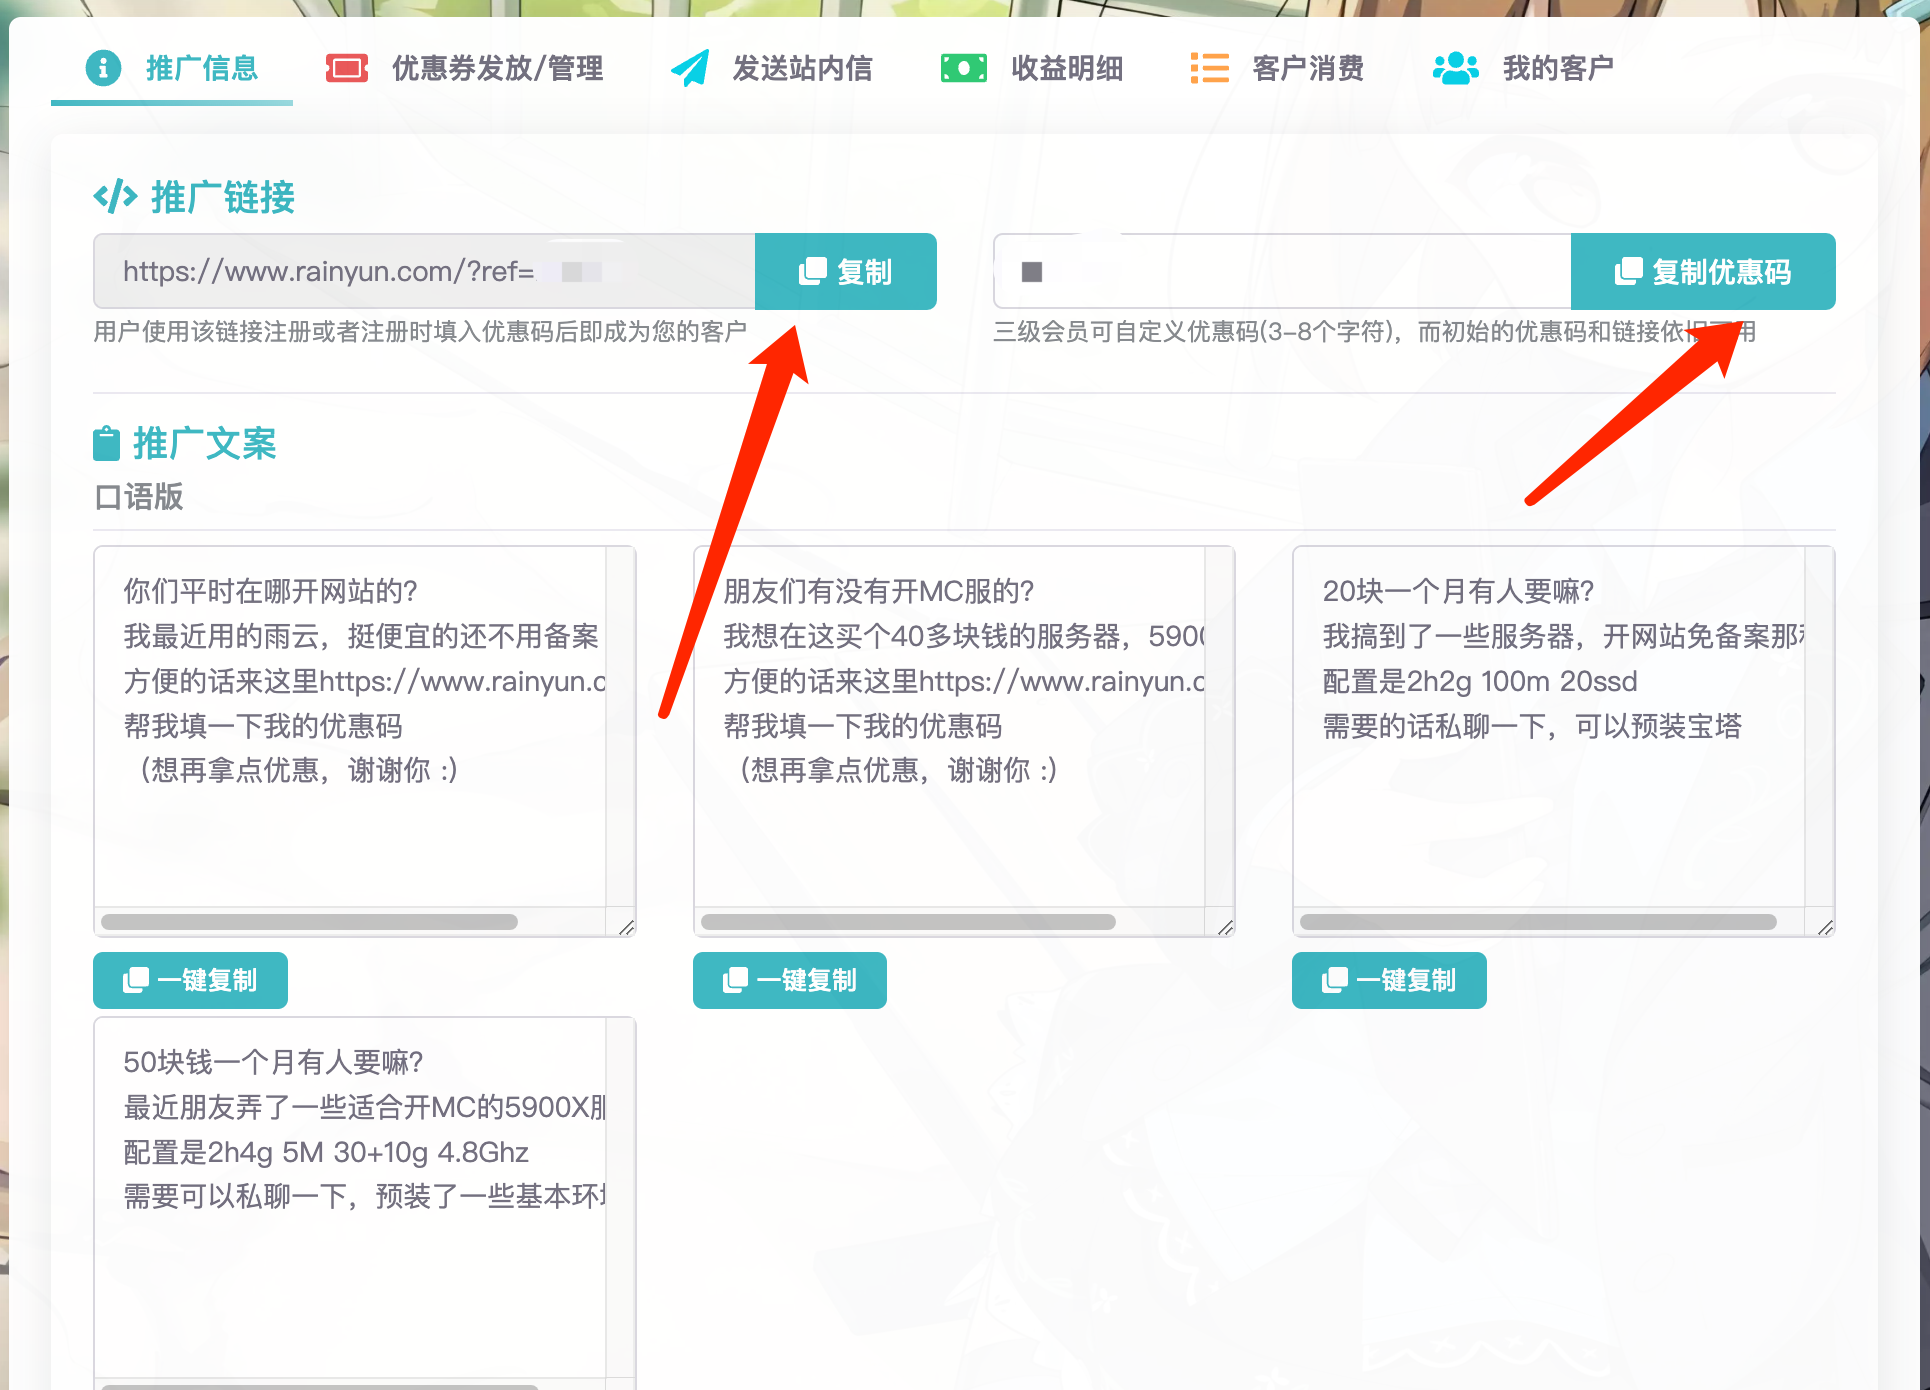 推广信息
优惠券发放/管理
发送站内信
收益明细
客户消费
我的客户
推广链接
https://www.rainyun.com/?ref=
复制
复制优惠码
用户使用该链接注册或者注册时填入优惠码后即成为您的客户
三级会员可自定义优惠码(3-8个字符)，而初始的优惠码和链接依旧可用
推广文案
口语版
你们平时在哪开网站的?
我最近用的雨云，挺便宜的还不用备案
方便的话来这里https://www.rainyun.c
帮我填一下我的优惠码
（想再拿点优惠，谢谢你 :)
一键复制
朋友们有没有开MC服的?
我想在这买个40多块钱的服务器，5900
方便的话来这里https://www.rainyun.c
帮我填一下我的优惠码
（想再拿点优惠，谢谢你 :)
一键复制
20块一个月有人要嘛?
我搞到了一些服务器，开网站免备案那
配置是2h2g 100m 20ssd
需要的话私聊一下，可以预装宝塔
一键复制
50块钱一个月有人要嘛?
最近朋友弄了一些适合开MC的5900X
配置是2h4g 5M 30+10g 4.8Ghz
需要可以私聊一下，预装了一些基本环